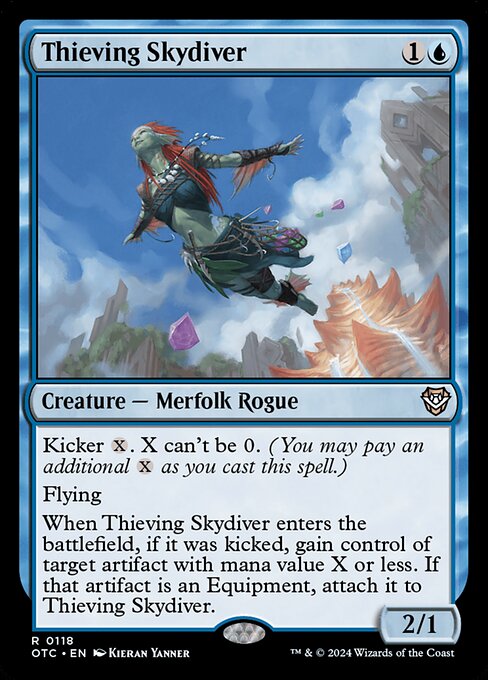 Thieving Skydiver 1
Creature — Merfolk Rogue
Kicker X. X can't be 0. (You may pay an
additional X as you cast this spell.)
Flying
When Thieving Skydiver enters the
battlefield, if it was kicked, gain control of
target artifact with mana value X or less. If
that artifact is an Equipment, attach it to
Thieving Skydiver.
2/1
R 0118
OTC • EN Kieran Yanner
™ & © 2024 Wizards of the Coast